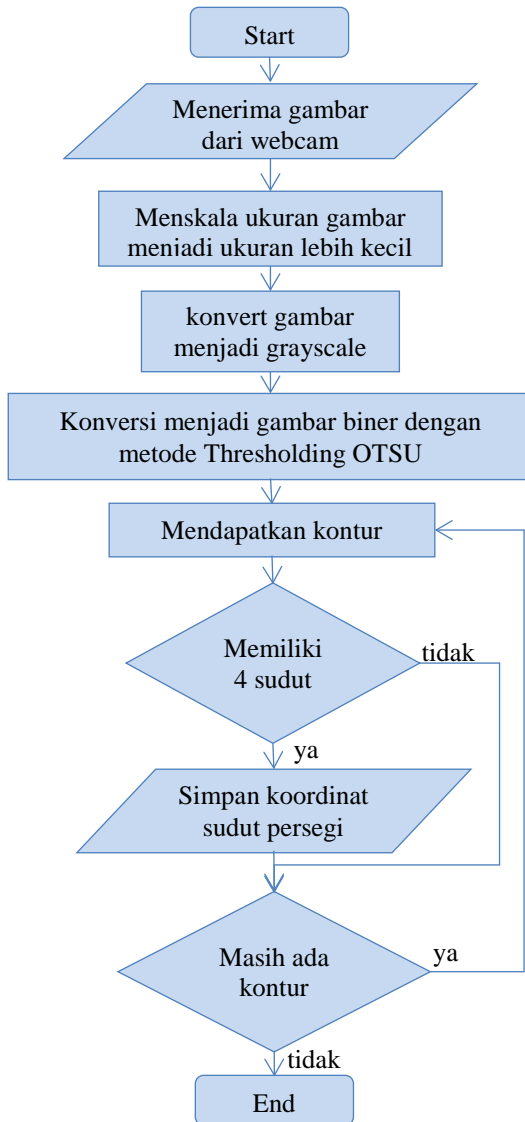 Start
Menerima gambar
dari webcam
Menskala ukuran gambar
menjadi ukuran lebih kecil
konvert gambar
menjadi grayscale
Konversi menjadi gambar biner dengan
metode Thresholding OTSU
Mendapatkan kontur
Memiliki
4 sudut
tidak
ya
Simpan koordinat
sudut persegi
Masih ada
kontur
ya
tidak
End